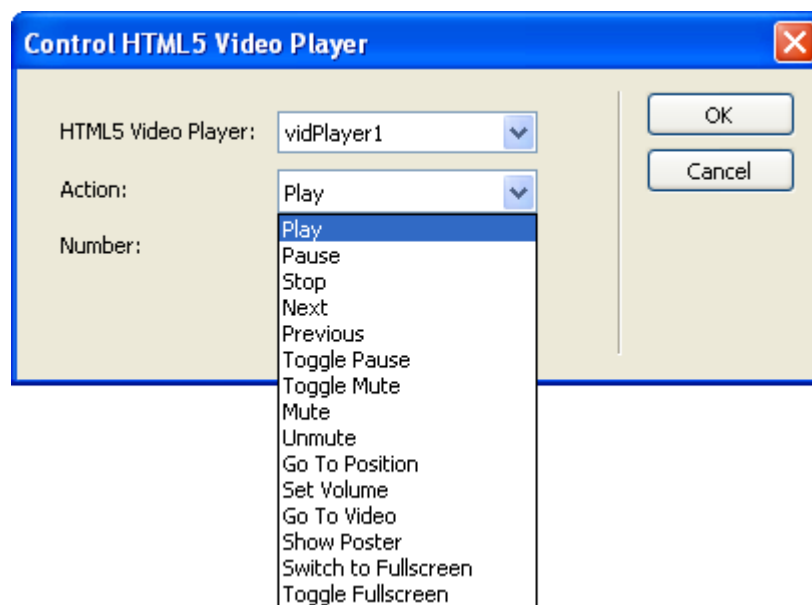 Control HTML5 Video Player
HTML5 Video Player:
vidPlayer1
OK
Action:
Play
Cancel
Number:
Play
Pause
Stop
Next
Previous
Toggle Pause
Toggle Mute
Mute
Unmute
Go To Position
Set Volume
Go To Video
Show Poster
Switch to Fullscreen
Toggle Fullscreen